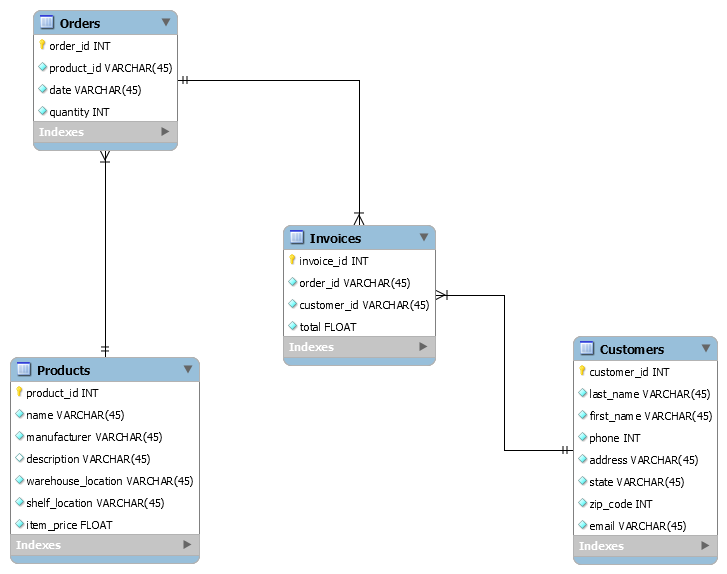 Orders
order_id INT
product_id VARCHAR(45)
date VARCHAR(45)
quantity INT
Indexes
Invoices
invoice_id INT
order_id VARCHAR(45)
customer_id VARCHAR(45)
total FLOAT
Indexes
Products
product_id INT
name VARCHAR(45)
manufacturer VARCHAR(45)
description VARCHAR(45)
warehouse_location VARCHAR(45)
shelf_location VARCHAR(45)
item_price FLOAT
Indexes
Customers
customer_id INT
last_name VARCHAR(45)
first_name VARCHAR(45)
phone INT
address VARCHAR(45)
state VARCHAR(45)
zip_code INT
email VARCHAR(45)
Indexes